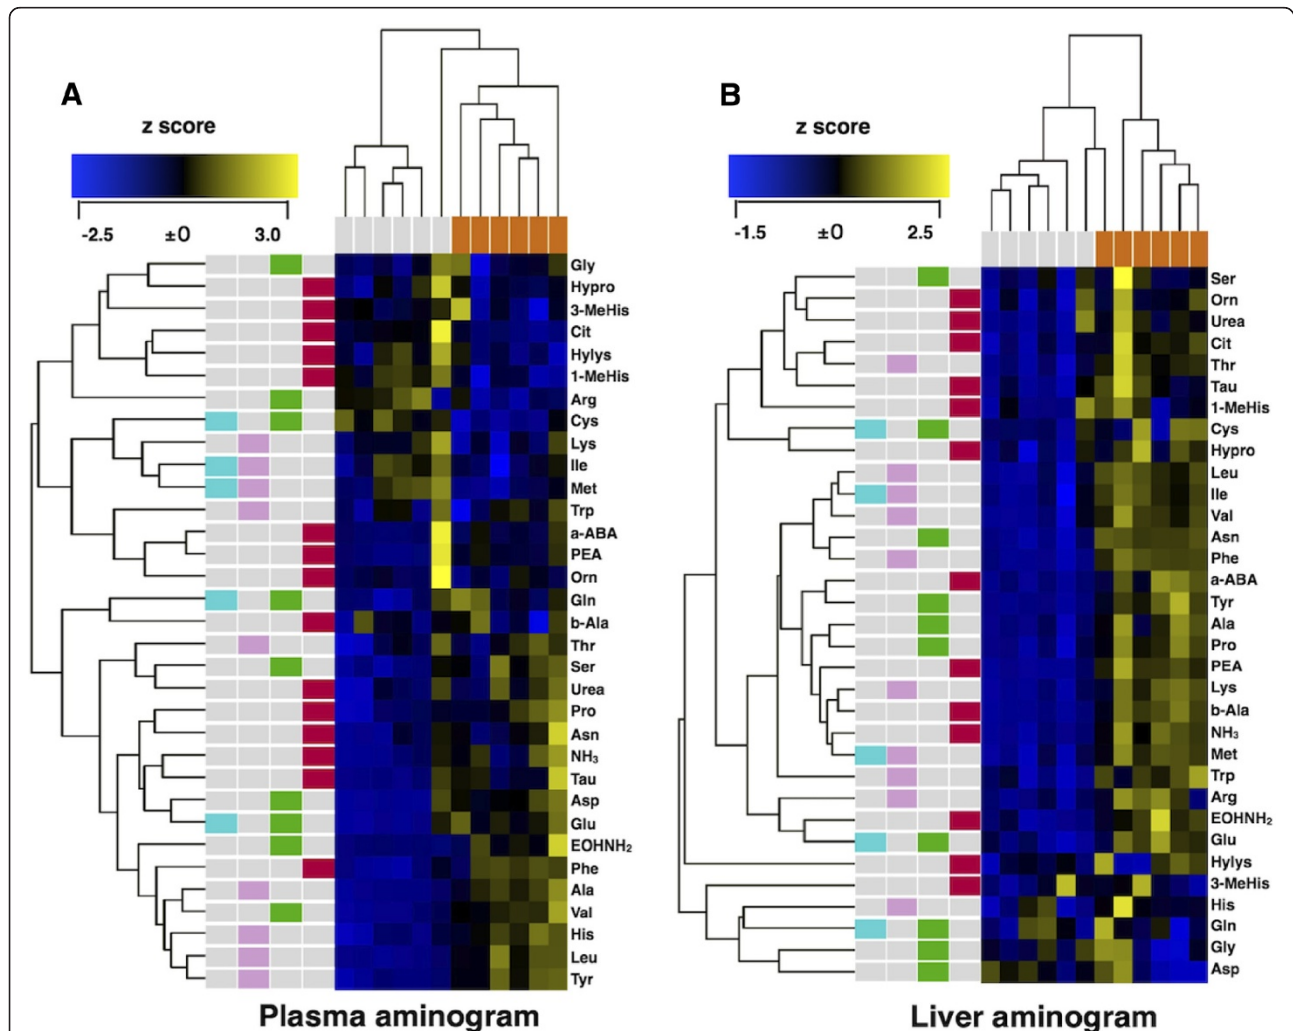 A
z score
-2.5 ±0 3.0
Gly
Hypro
3-MeHis
Cit
Hylys
1-MeHis
Arg
Cys
Lys
Ile
Met
Trp
a-ABA
PEA
Orn
Gln
b-Ala
Thr
Ser
Urea
Pro
Asn
NH₃
Tau
Asp
Glu
EOHNH₂
Phe
Ala
Val
His
Leu
Tyr
Plasma aminogram
B
z score
-1.5 ±0 2.5
Ser
Orn
Urea
Cit
Thr
Tau
1-MeHis
Cys
Hypro
Leu
Ile
Val
Asn
Phe
a-ABA
Tyr
Ala
Pro
PEA
Lys
b-Ala
NH₃
Met
Trp
Arg
EOHNH₂
Glu
Hylys
3-MeHis
His
Gln
Gly
Asp
Liver aminogram